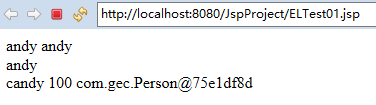 http://localhost:8080/JspProject/ELTest01.jsp
andy andy
andy
candy 100 com.gec.Person@75e1df8d